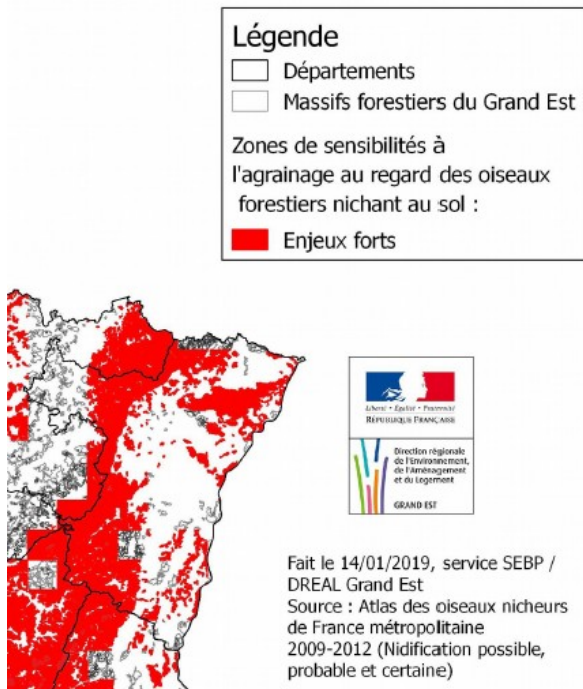 Légende
Départements
Massifs forestiers du Grand Est
Zones de sensibilités à
l'agrainage au regard des oiseaux
forestiers nichant au sol :
Enjeux forts
Liberté • Égalité • Fraternité
RÉPUBLIQUE FRANÇAISE
Direction régionale
de l'Environnement,
de l'Aménagement
et du Logement
GRAND EST
Fait le 14/01/2019, service SEBP /
DREAL Grand Est
Source : Atlas des oiseaux nicheurs
de France métropolitaine
2009-2012 (Nidification possible,
probable et certaine)